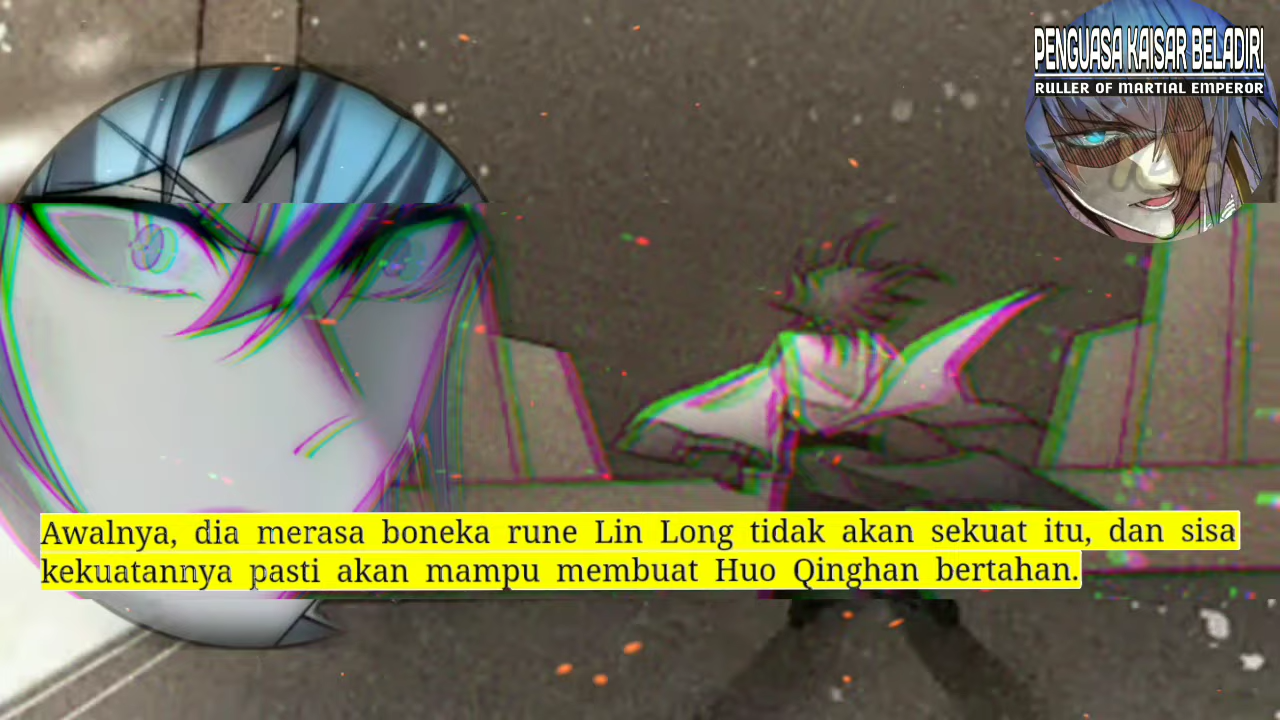 PENGUASA KAISAR BELADIRI
RULLER OF MARTIAL EMPEROR
Awalnya, dia merasa boneka rune Lin Long tidak akan sekuat itu, dan sisa
kekuatannya pasti akan mampu membuat Huo Qinghan bertahan.